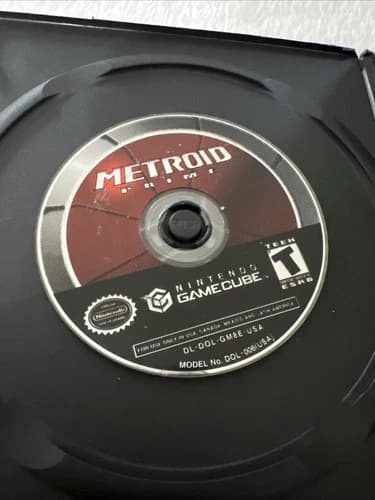 METROID
PRIME
TEEN
T
ESRB
NINTENDO
GAMECUBE
Nintendo
FOR USE ONLY IN USA, CANADA, MEXICO AND LATIN AMERICA
DL-DOL-GM8E-USA
MODEL No. DOL-006(USA)